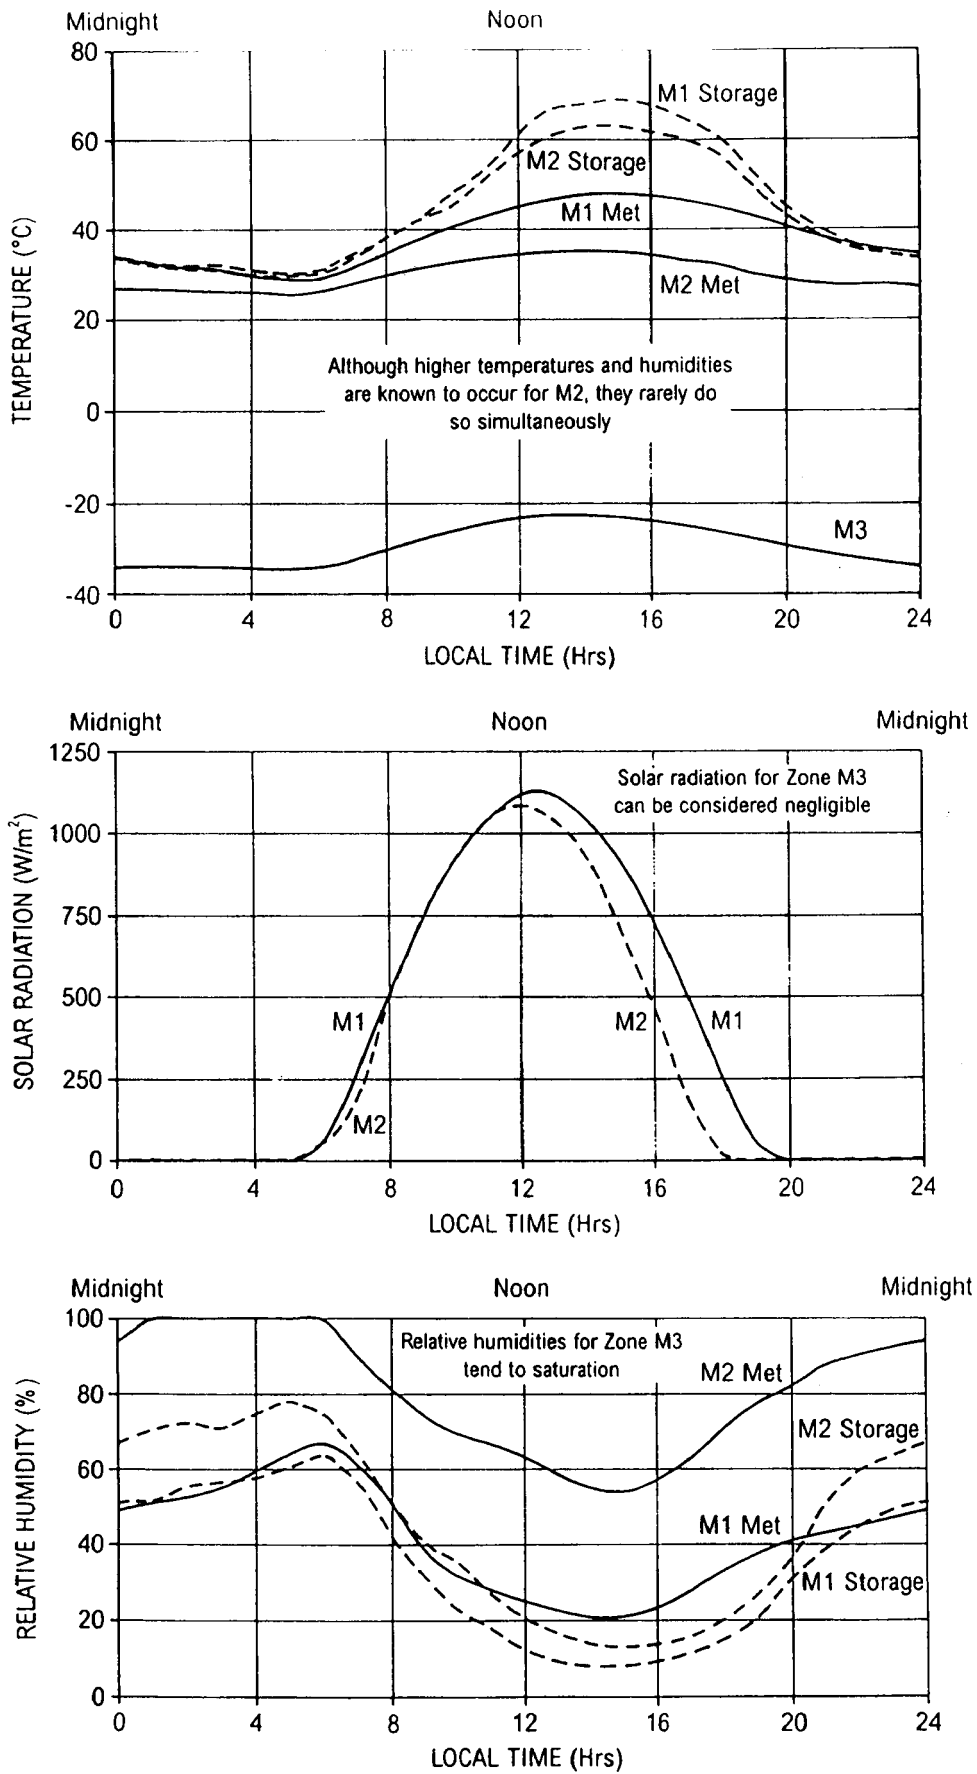 Midnight Noon
80
60
40
20
0
-20
-40
TEMPERATURE (°C)
M1 Storage
M2 Storage
M1 Met
M2 Met
Although higher temperatures and humidities
are known to occur for M2, they rarely do
so simultaneously
M3
0 4 8 12 16 20 24
LOCAL TIME (Hrs)
Midnight Noon Midnight
1250
1000
750
500
250
0
SOLAR RADIATION (W/m²)
Solar radiation for Zone M3
can be considered negligible
M1 M2 M1
M2
0 4 8 12 16 20 24
LOCAL TIME (Hrs)
Midnight Noon Midnight
100
80
60
40
20
0
RELATIVE HUMIDITY (%)
Relative humidities for Zone M3
tend to saturation
M2 Met
M2 Storage
M1 Met
M1 Storage
0 4 8 12 16 20 24
LOCAL TIME (Hrs)